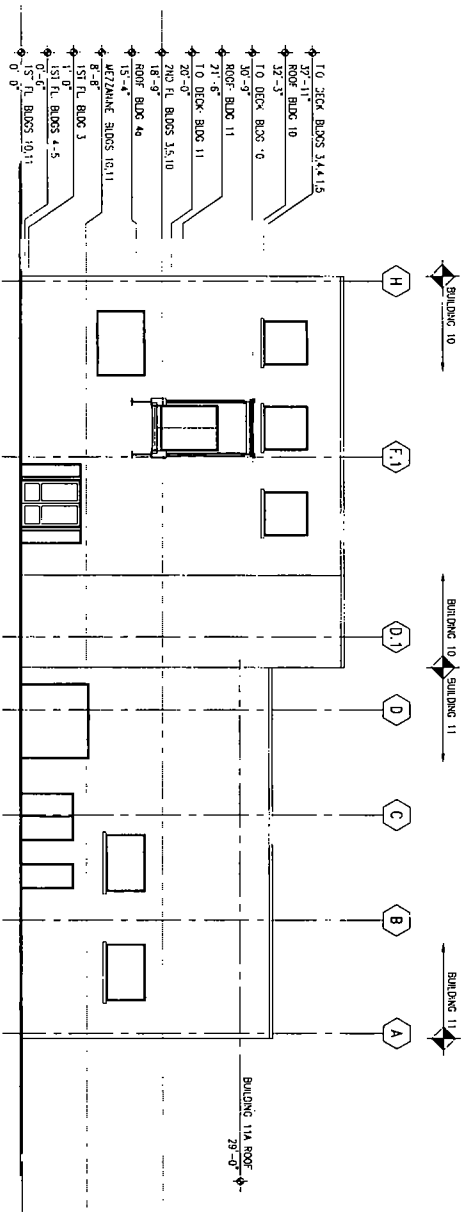 BUILDING 10
BUILDING 10
BUILDING 11
BUILDING 11
H
F.1
D.1
D
C
B
A
T.O. DECK BLDGS 3,4,4.1,5
37'-11"
ROOF BLDG 10
32'-3"
T.O. DECK BLDG 10
30'-9"
ROOF BLDG 11
21'-6"
T.O. DECK BLDG 11
20'-0"
2ND FL BLDGS 3,5,10
18'-9"
ROOF BLDG 4a
15'-4"
MEZZANINE BLDGS 10,11
8'-8"
1ST FL BLDG 3
1'-0"
1ST FL BLDGS 4-5
0'-6"
1ST FL BLDGS 10,11
0'-0"
BUILDING 11A ROOF
29'-0"